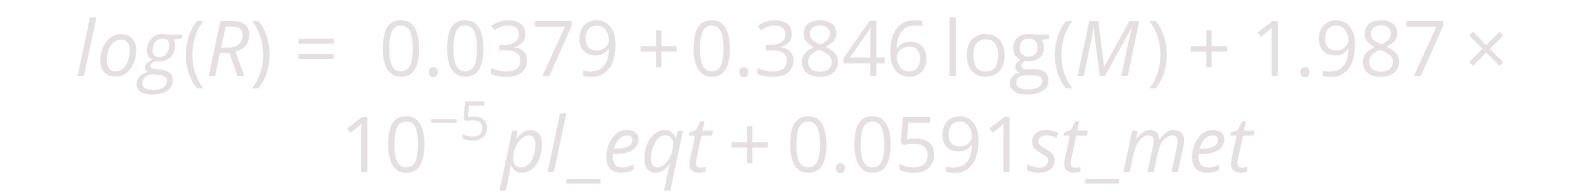 log(R) = 0.0379 + 0.3846 log(M) + 1.987 ×
10⁻⁵ pl_eqt + 0.0591st_met